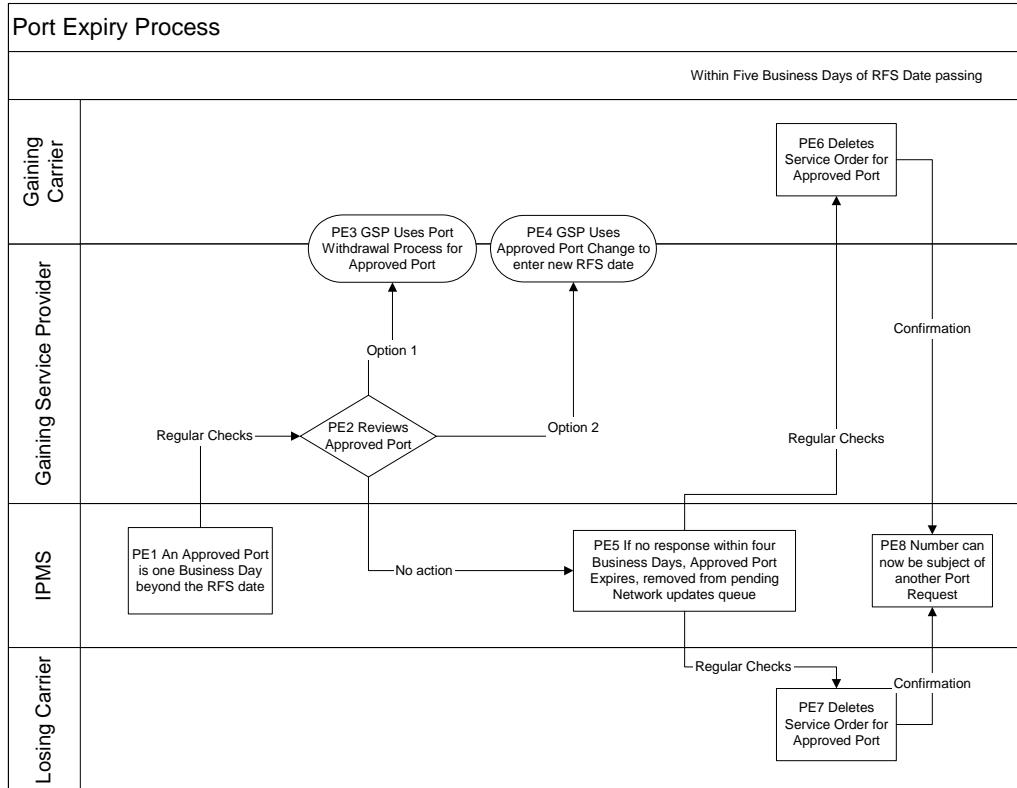 Port Expiry Process
Within Five Business Days of RFS Date passing
Gaining
Carrier
PE6 Deletes
Service Order for
Approved Port
PE3 GSP Uses Port
Withdrawal Process for
Approved Port
PE4 GSP Uses
Approved Port Change to
enter new RFS date
Gaining Service Provider
Confirmation
Option 1
PE2 Reviews
Approved Port
Regular Checks
Option 2
Regular Checks
IPMS
PE1 An Approved Port
is one Business Day
beyond the RFS date
No action
PE5 If no response within four
Business Days, Approved Port
Expires, removed from pending
Network updates queue
PE8 Number can
now be subject of
another Port
Request
Losing Carrier
Regular Checks
Confirmation
PE7 Deletes
Service Order for
Approved Port